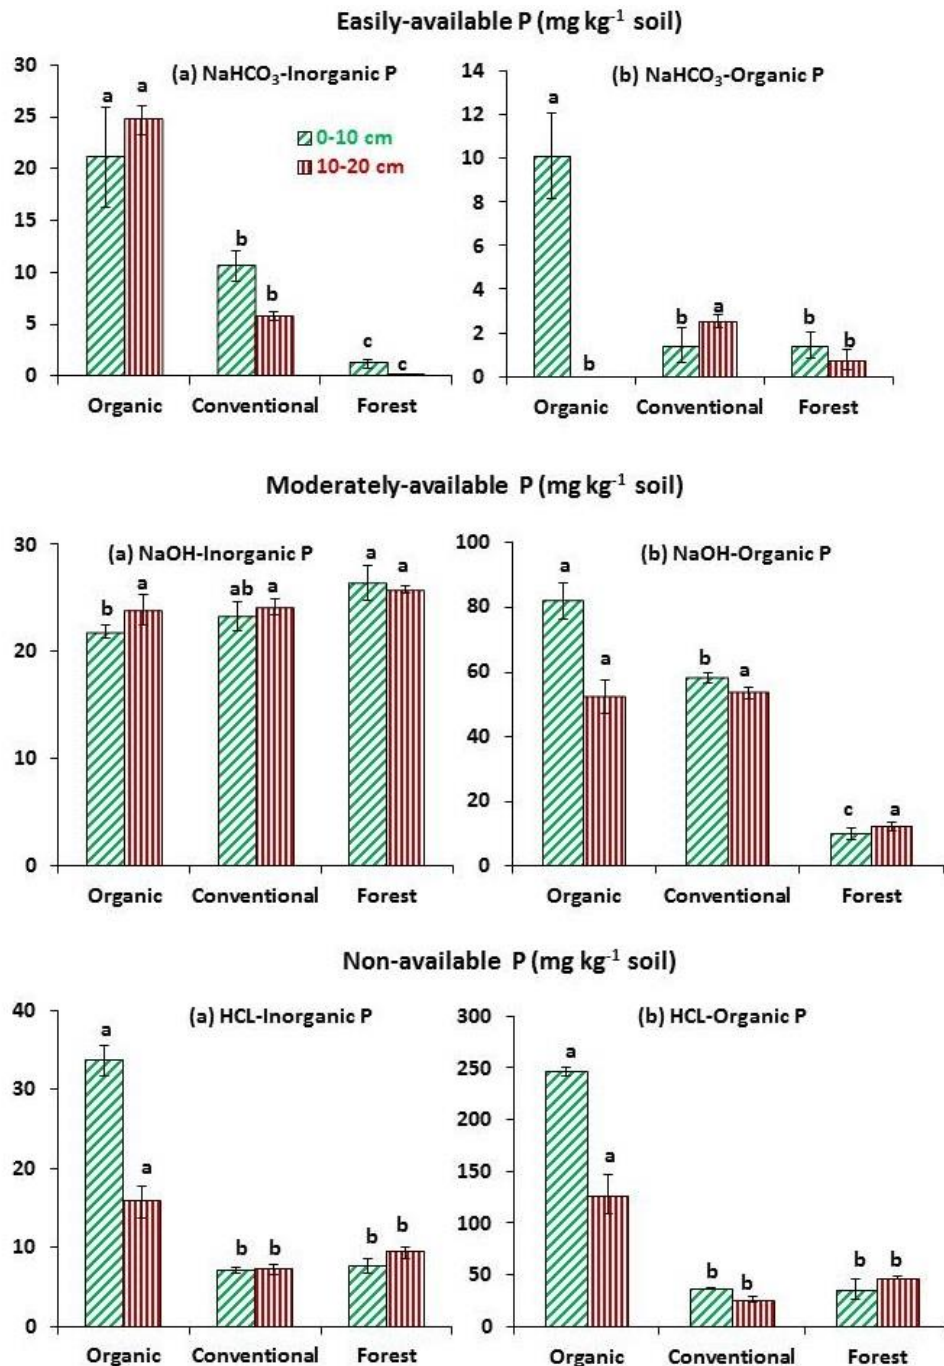 Easily-available P (mg kg⁻¹ soil)
(a) NaHCO₃-Inorganic P
30
25
20
15
10
5
0
a a
b b
c c
0-10 cm
10-20 cm
Organic Conventional Forest
(b) NaHCO₃-Organic P
14
12
10
8
6
4
2
0
a b
b a
b b
Organic Conventional Forest
Moderately-available P (mg kg⁻¹ soil)
(a) NaOH-Inorganic P
30
20
10
0
b a
ab a
a a
Organic Conventional Forest
(b) NaOH-Organic P
100
80
60
40
20
0
a a
b a
c a
Organic Conventional Forest
Non-available P (mg kg⁻¹ soil)
(a) HCL-Inorganic P
40
30
20
10
0
a a
b b
b b
Organic Conventional Forest
(b) HCL-Organic P
300
250
200
150
100
50
0
a a
b b
b b
Organic Conventional Forest